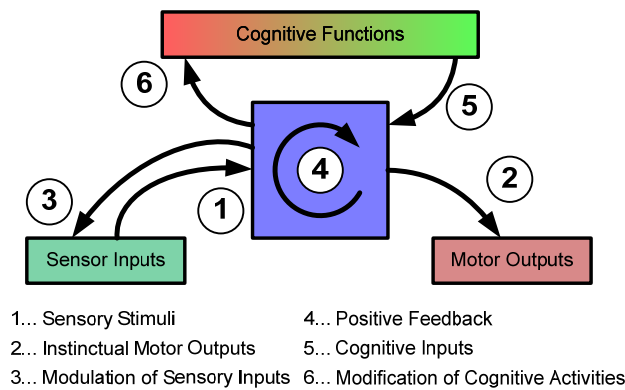 Cognitive Functions
6
5
4
3
1
2
Sensor Inputs
Motor Outputs
1... Sensory Stimuli
2... Instinctual Motor Outputs
3... Modulation of Sensory Inputs
4... Positive Feedback
5... Cognitive Inputs
6... Modification of Cognitive Activities